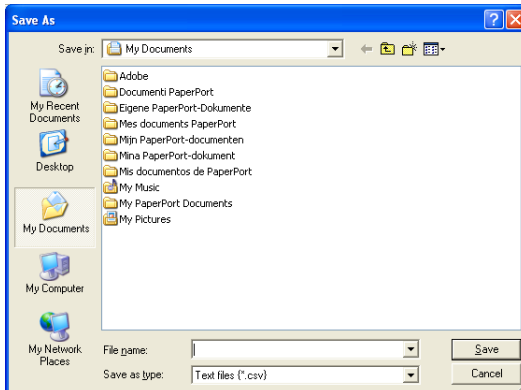 Save As
Save in: My Documents
My Recent Documents
Desktop
My Documents
My Computer
My Network Places
Adobe
Documenti PaperPort
Eigene PaperPort-Dokumente
Mes documents PaperPort
Mijn PaperPort-documenten
Mina PaperPort-dokument
Mis documentos de PaperPort
My Music
My PaperPort Documents
My Pictures
File name:
Save
Save as type: Text files (*.csv)
Cancel